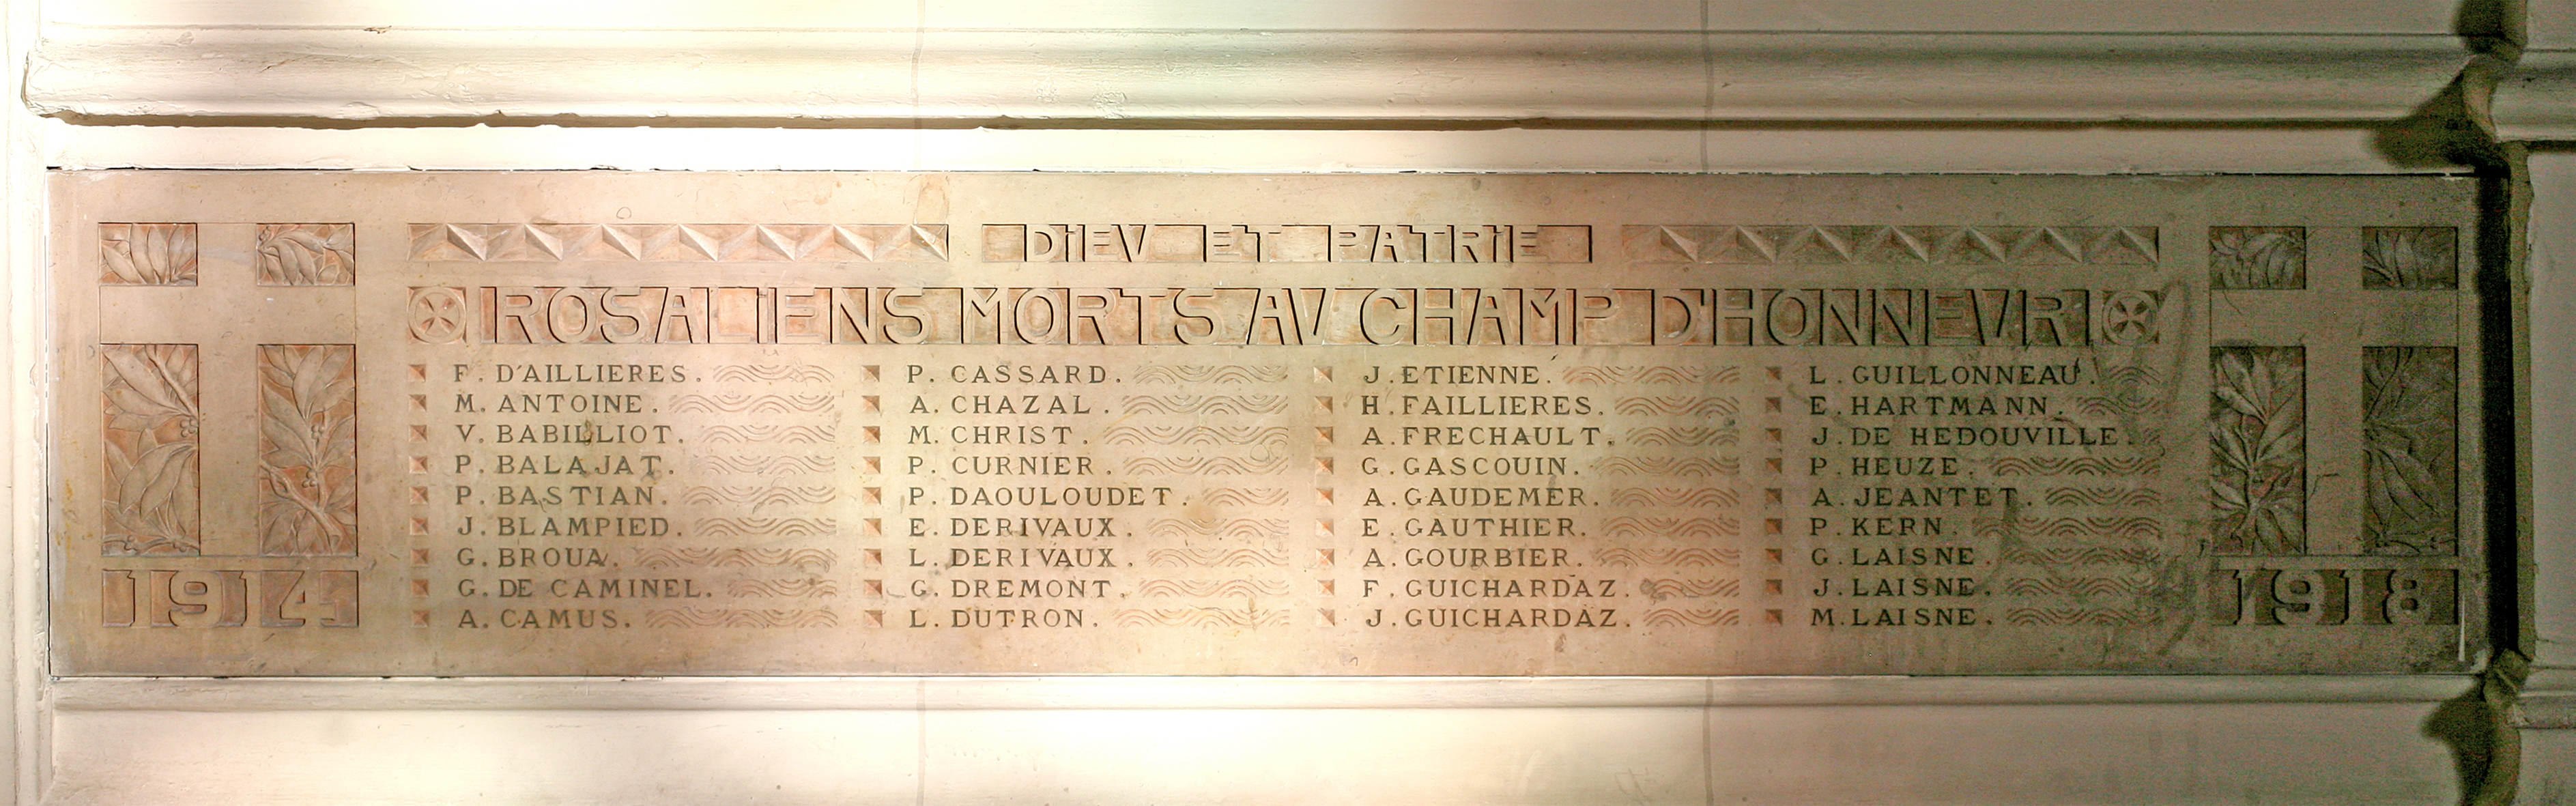 DIEV ET PATRIE
ROSALIENS MORTS AV CHAMP D'HONNEVR
F. D'AILLIERES.
M. ANTOINE.
V. BABILLIOT.
P. BALAJAT.
P. BASTIAN.
J. BLAMPIED.
G.
G. DE CAMINEL.
A. CAMUS.
P. CASSARD.
A. CHAZAL.
M. CHRIST.
P. CURNIER.
P. DAOULOUDET.
E. DERIVAUX.
L. DERIVAUX.
G. DREMONT.
L. DUTRON.
J. ETIENNE.
H. FAILLIERES.
A. FRECHAULT.
G. GASCOUIN.
A. GAUDEMER.
E. GAUTHIER.
A. GOURBIER.
F. GUICHARDAZ.
J. GUICHARDAZ.
L. GUILLONNEAU.
E. HARTMANN.
J. DE HEDOUVILLE.
P. HEUZE.
A. JEANTET.
P. KERN.
G. LAISNE.
J. LAISNE.
M. LAISNE.
1914
1918